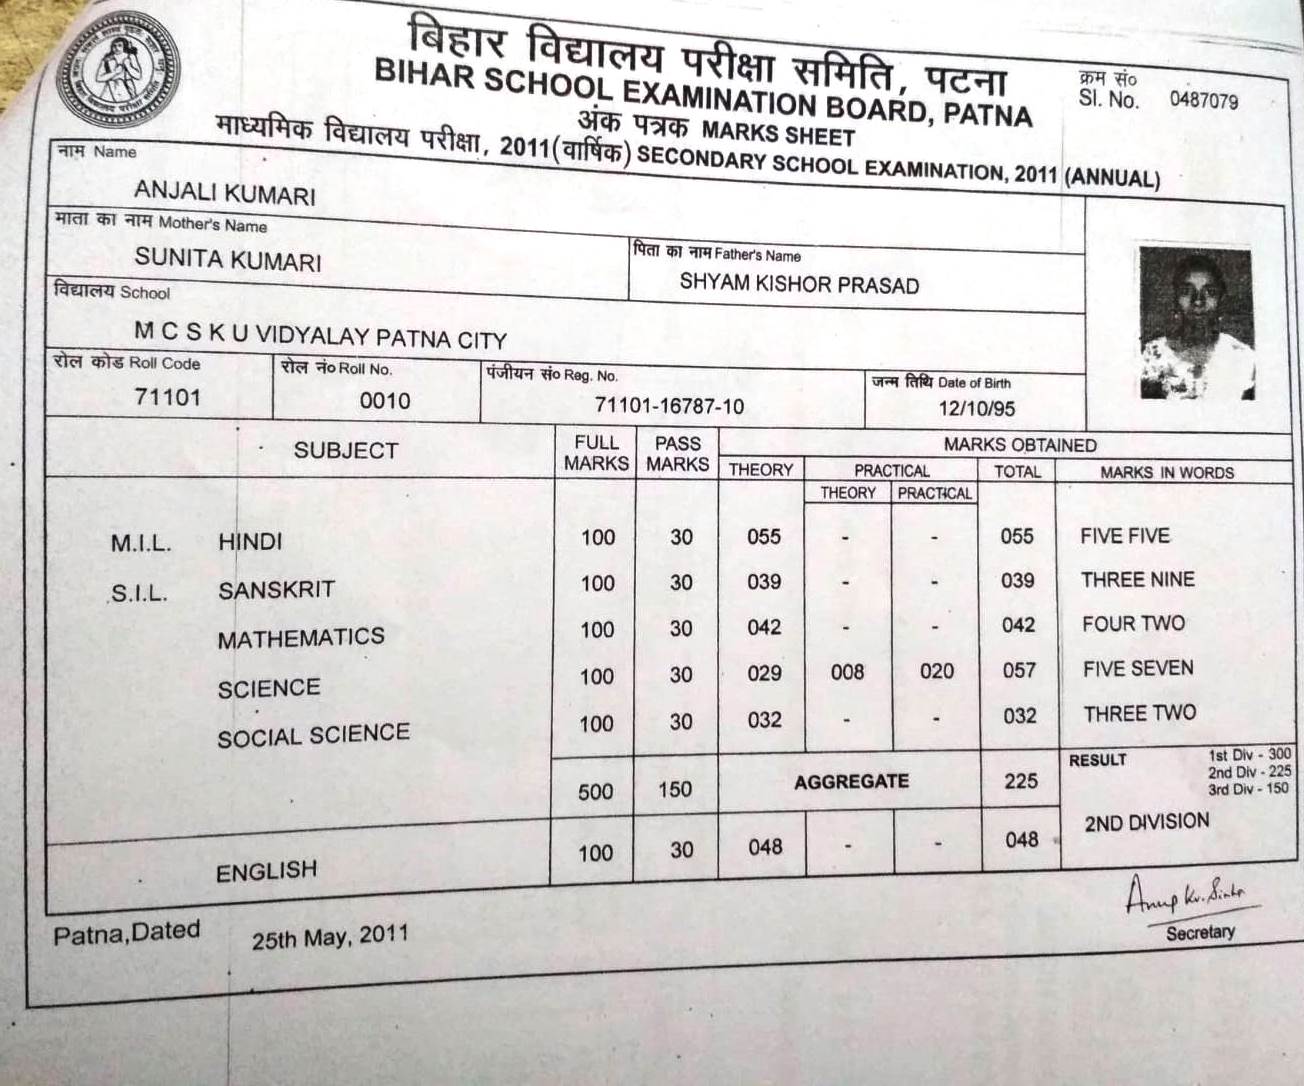 बिहार विद्यालय परीक्षा समिति, पटना
BIHAR SCHOOL EXAMINATION BOARD, PATNA
क्रम सं०
Sl. No. 0487079
अंक पत्रक MARKS SHEET
माध्यमिक विद्यालय परीक्षा, 2011(वार्षिक) SECONDARY SCHOOL EXAMINATION, 2011 (ANNUAL)
नाम Name
ANJALI KUMARI
माता का नाम Mother's Name
SUNITA KUMARI
पिता का नाम Father's Name
SHYAM KISHOR PRASAD
विद्यालय School
M C S K U VIDYALAY PATNA CITY
रोल कोड Roll Code
71101
रोल नं० Roll No.
0010
पंजीयन सं० Reg. No.
71101-16787-10
जन्म तिथि Date of Birth
12/10/95
SUBJECT FULL MARKS PASS MARKS MARKS OBTAINED
THEORY PRACTICAL TOTAL MARKS IN WORDS
THEORY PRACTICAL
M.I.L. HINDI 100 30 055 - - 055 FIVE FIVE
S.I.L. SANSKRIT 100 30 039 - - 039 THREE NINE
MATHEMATICS 100 30 042 - - 042 FOUR TWO
SCIENCE 100 30 029 008 020 057 FIVE SEVEN
SOCIAL SCIENCE 100 30 032 - - 032 THREE TWO
500 150 AGGREGATE 225
RESULT
1st Div - 300
2nd Div - 225
3rd Div - 150
2ND DIVISION
ENGLISH 100 30 048 - - 048
Patna,Dated 25th May, 2011
Anup Kr. Sinha
Secretary